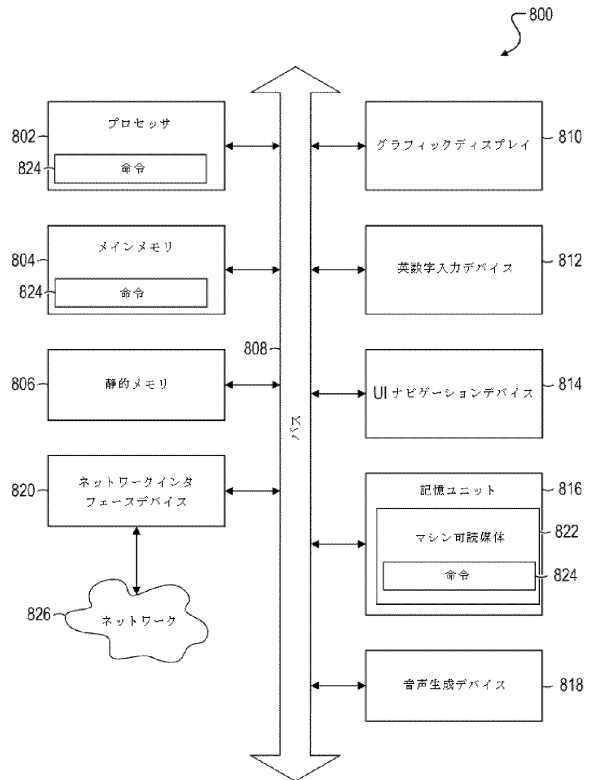 800
プロセッサ
802
824
命令
メインメモリ
804
824
命令
806
静的メモリ
820
ネットワークインタ
フェースデバイス
826
ネットワーク
808
バス
グラフィックディスプレイ
810
英数字入力デバイス
812
UI ナビゲーションデバイス
814
記憶ユニット
816
マシン可読媒体
822
命令
824
音声生成デバイス
818